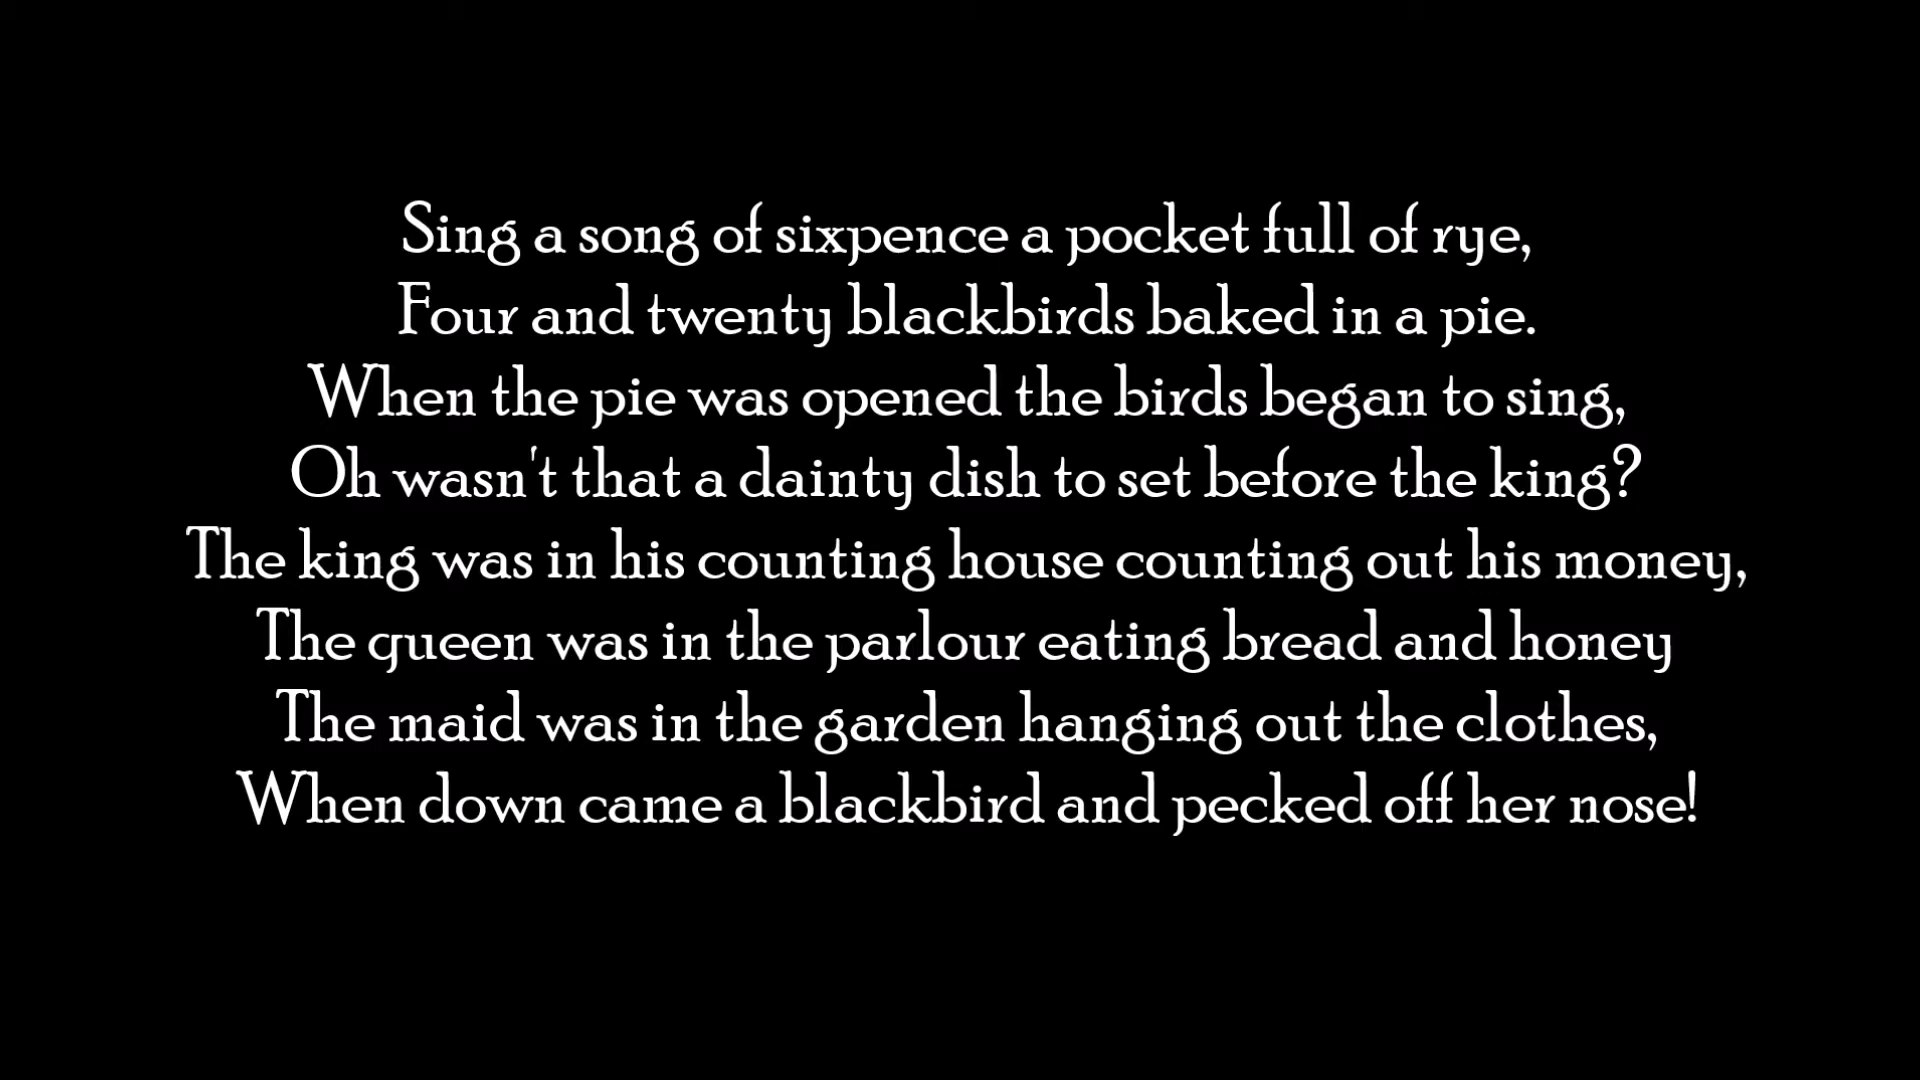 Sing a song of sixpence a pocket full of rye,
Four and twenty blackbirds baked in a pie.
When the pie was opened the birds began to sing,
Oh wasn't that a dainty dish to set before the king?
The king was in his counting house counting out his money,
The queen was in the parlour eating bread and honey
The maid was in the garden hanging out the clothes,
When down came a blackbird and pecked off her nose!